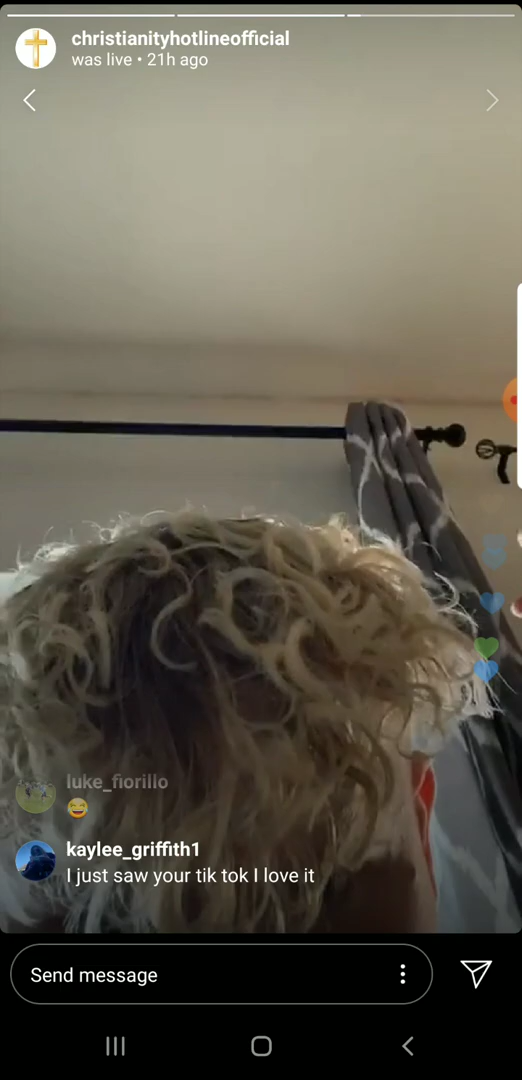 christianityhotlineofficial
was live • 21h ago
luke_fiorillo
😂
kaylee_griffith1
I just saw your tik tok I love it
Send message